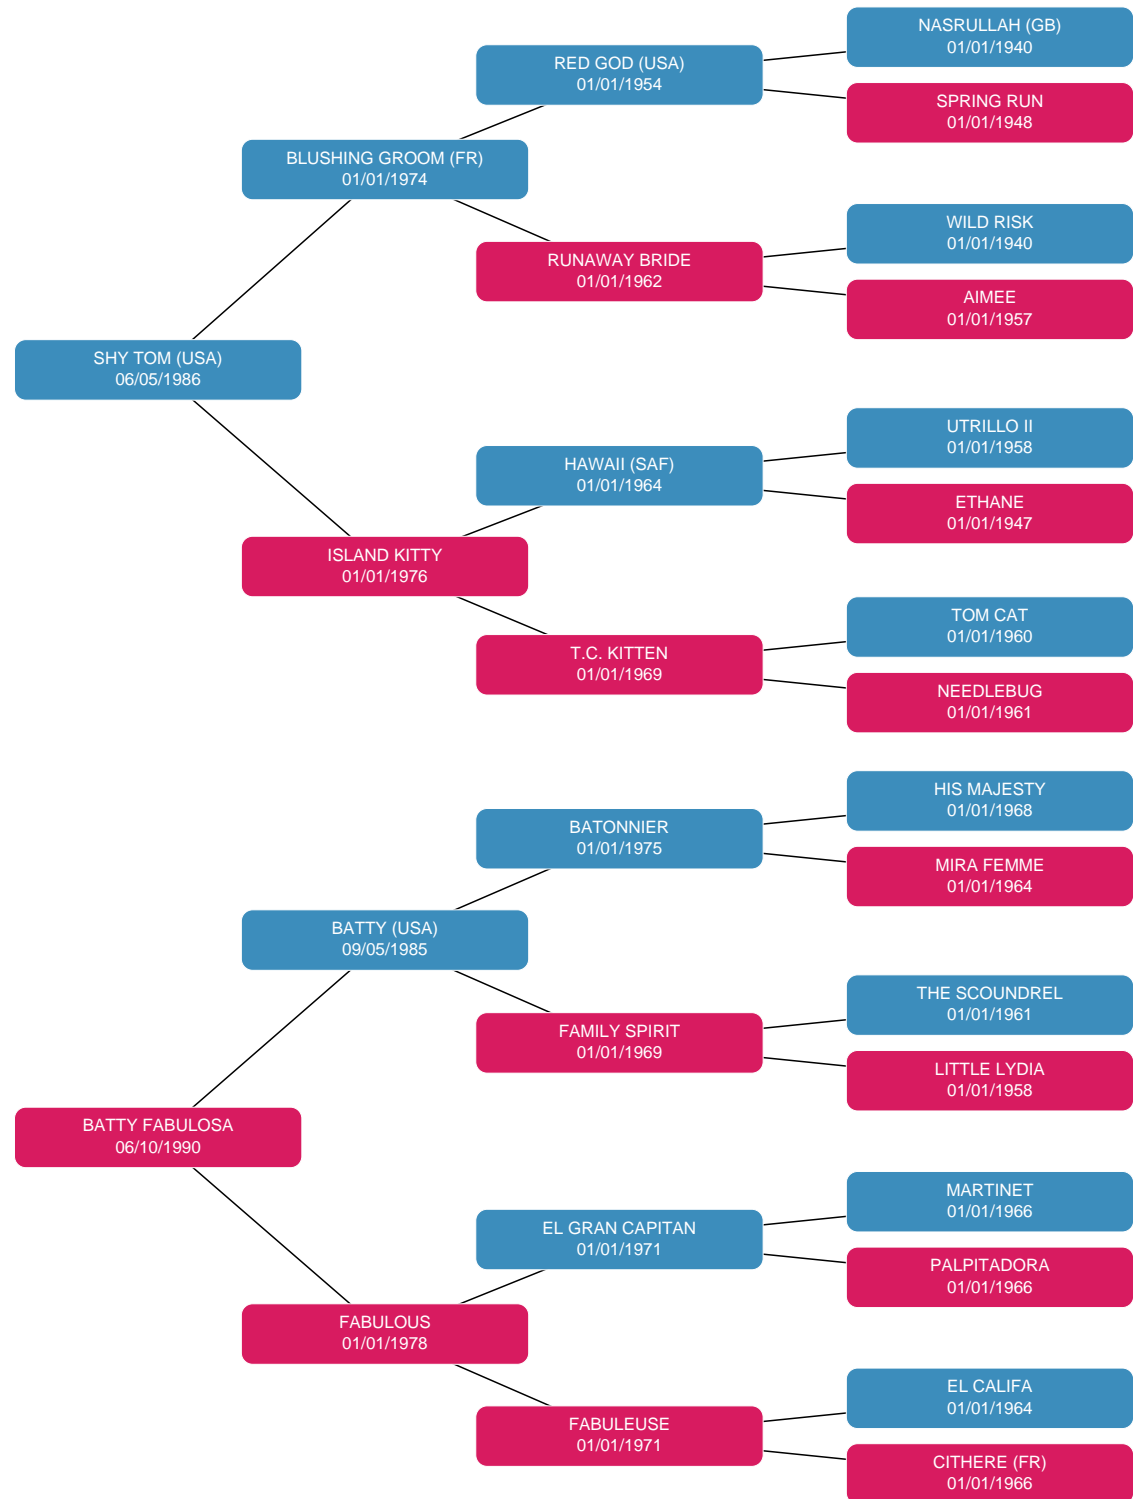 NASRULLAH (GB)
01/01/1940
RED GOD (USA)
01/01/1954
SPRING RUN
01/01/1948
BLUSHING GROOM (FR)
01/01/1974
WILD RISK
01/01/1940
RUNAWAY BRIDE
01/01/1962
AIMEE
01/01/1957
SHY TOM (USA)
06/05/1986
UTRILLO II
01/01/1958
HAWAII (SAF)
01/01/1964
ETHANE
01/01/1947
ISLAND KITTY
01/01/1976
TOM CAT
01/01/1960
T.C. KITTEN
01/01/1969
NEEDLEBUG
01/01/1961
HIS MAJESTY
01/01/1968
BATONNIER
01/01/1975
MIRA FEMME
01/01/1964
BATTY (USA)
09/05/1985
THE SCOUNDREL
01/01/1961
FAMILY SPIRIT
01/01/1969
LITTLE LYDIA
01/01/1958
BATTY FABULOSA
06/10/1990
MARTINET
01/01/1966
EL GRAN CAPITAN
01/01/1971
PALPITADORA
01/01/1966
FABULOUS
01/01/1978
EL CALIFA
01/01/1964
FABULEUSE
01/01/1971
CITHERE (FR)
01/01/1966